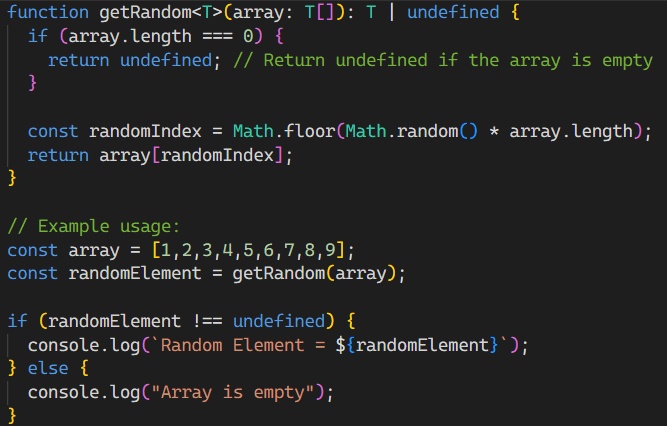 function getRandom<T>(array: T[]): T | undefined {
  if (array.length === 0) {
    return undefined; // Return undefined if the array is empty
  }

  const randomIndex = Math.floor(Math.random() * array.length);
  return array[randomIndex];
}

// Example usage:
const array = [1,2,3,4,5,6,7,8,9];
const randomElement = getRandom(array);

if (randomElement !== undefined) {
  console.log(`Random Element = ${randomElement}`);
} else {
  console.log("Array is empty");
}